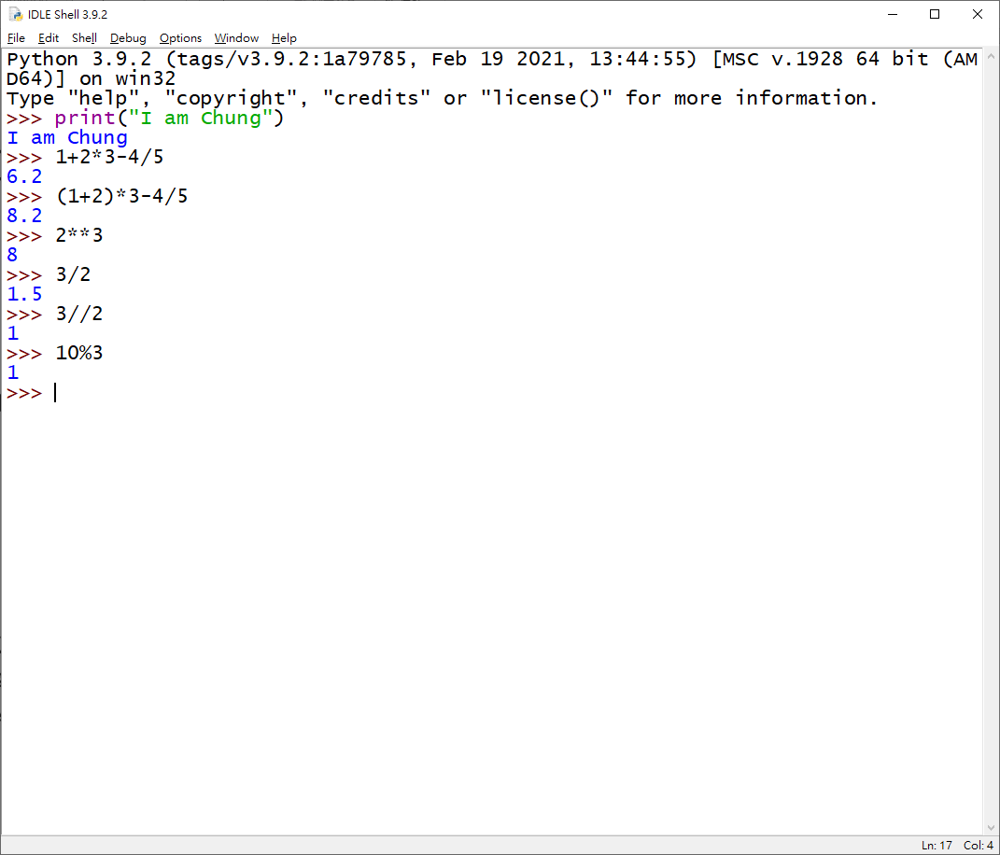 IDLE Shell 3.9.2
File Edit Shell Debug Options Window Help
Python 3.9.2 (tags/v3.9.2:1a79785, Feb 19 2021, 13:44:55) [MSC v.1928 64 bit (AM
D64)] on win32
Type "help", "copyright", "credits" or "license()" for more information.
>>> print("I am Chung")
I am Chung
>>> 1+2*3-4/5
6.2
>>> (1+2)*3-4/5
8.2
>>> 2**3
8
>>> 3/2
1.5
>>> 3//2
1
>>> 10%3
1
>>>
Ln: 17 Col: 4